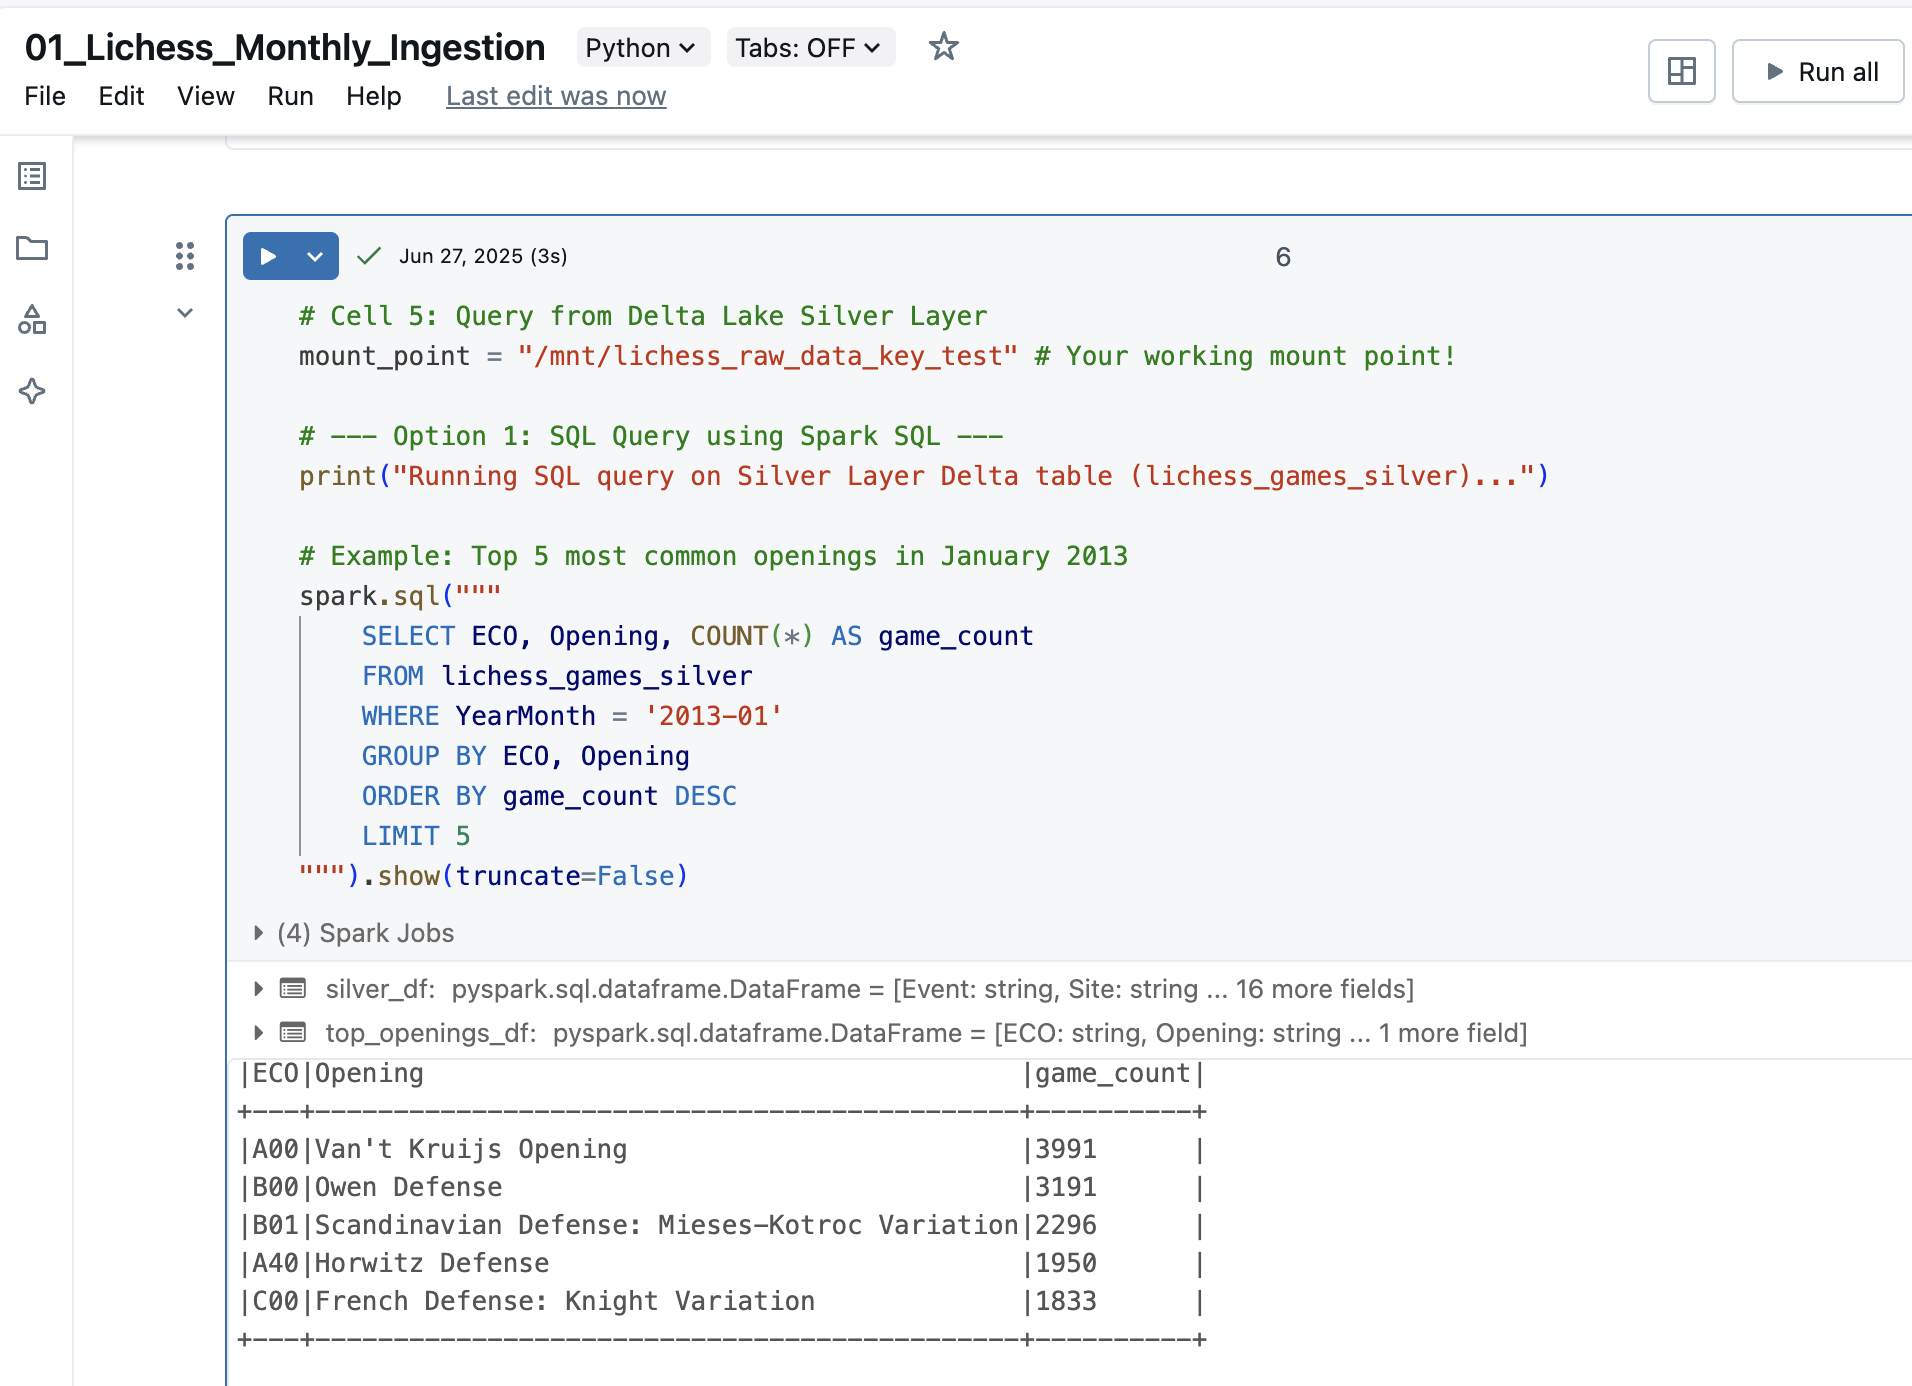 01_Lichess_Monthly_Ingestion Python Tabs: OFF
File Edit View Run Help Last edit was now
Run all
Jun 27, 2025 (3s)
6
# Cell 5: Query from Delta Lake Silver Layer
mount_point = "/mnt/lichess_raw_data_key_test" # Your working mount point!
# --- Option 1: SQL Query using Spark SQL ---
print("Running SQL query on Silver Layer Delta table (lichess_games_silver)...")
# Example: Top 5 most common openings in January 2013
spark.sql("""
SELECT ECO, Opening, COUNT(*) AS game_count
FROM lichess_games_silver
WHERE YearMonth = '2013-01'
GROUP BY ECO, Opening
ORDER BY game_count DESC
LIMIT 5
""").show(truncate=False)
(4) Spark Jobs
silver_df: pyspark.sql.dataframe.DataFrame = [Event: string, Site: string ... 16 more fields]
top_openings_df: pyspark.sql.dataframe.DataFrame = [ECO: string, Opening: string ... 1 more field]
|ECO|Opening                                      |game_count|
+---+---------------------------------------------+----------+
|A00|Van't Kruijs Opening                         |3991      |
|B00|Owen Defense                                 |3191      |
|B01|Scandinavian Defense: Mieses-Kotroc Variation|2296      |
|A40|Horwitz Defense                              |1950      |
|C00|French Defense: Knight Variation             |1833      |
+---+---------------------------------------------+----------+